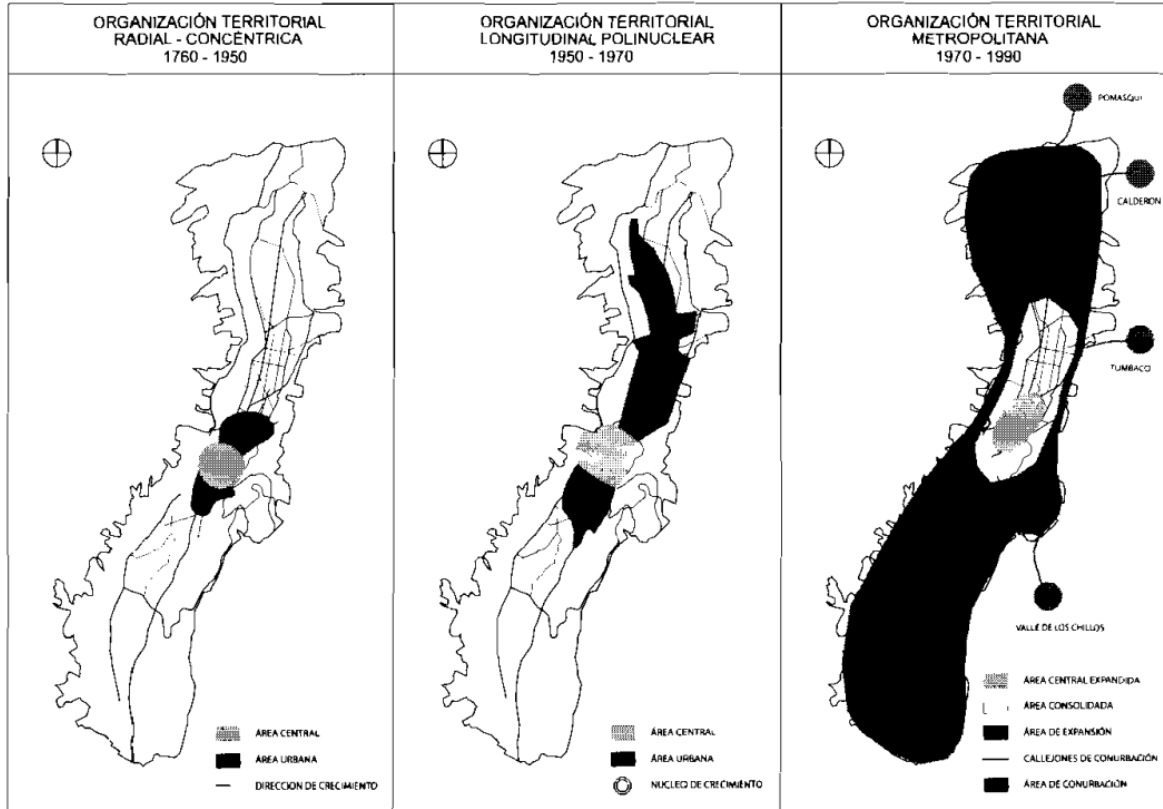 ORGANIZACIÓN TERRITORIAL
RADIAL - CONCÉNTRICA
1760 - 1950
ORGANIZACIÓN TERRITORIAL
LONGITUDINAL POLINUCLEAR
1950 - 1970
ORGANIZACIÓN TERRITORIAL
METROPOLITANA
1970 - 1990
POMASQUI
CALDERON
TUMBACO
VALLE DE LOS CHILLOS
ÁREA CENTRAL
ÁREA URBANA
DIRECCION DE CRECIMIENTO
ÁREA CENTRAL
ÁREA URBANA
NUCLEO DE CRECIMIENTO
ÁREA CENTRAL EXPANDIDA
ÁREA CONSOLIDADA
ÁREA DE EXPANSIÓN
CALLEJONES DE CONURBACIÓN
ÁREA DE CONURBACIÓN